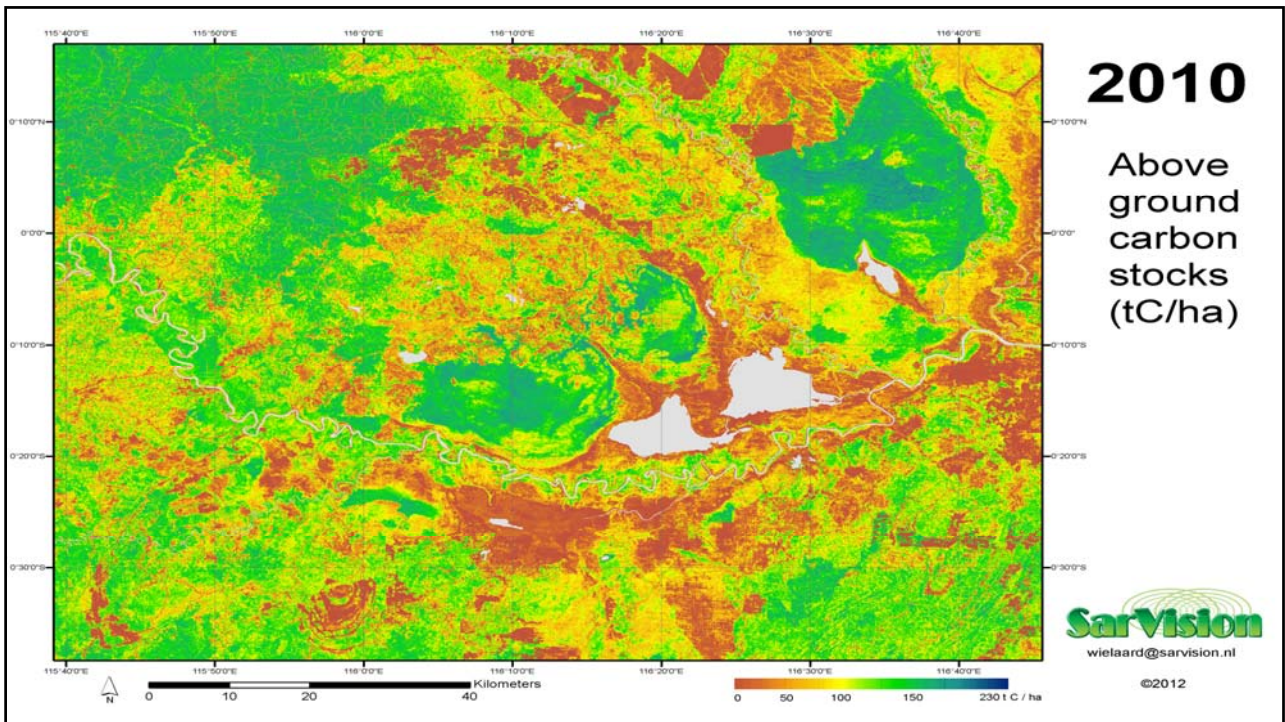 115°40'0"E 115°50'0"E 116°0'0"E 116°10'0"E 116°20'0"E 116°30'0"E 116°40'0"E
2010
0°10'0"N 0°10'0"N
Above
ground
carbon
stocks
(tC/ha)
0°0'0" 0°0'0"
0°10'0"S 0°10'0"S
0°20'0"S 0°20'0"S
0°30'0"S 0°30'0"S
115°40'0"E 115°50'0"E 116°0'0"E 116°10'0"E 116°20'0"E 116°30'0"E 116°40'0"E
SarVision
wielaard@sarvision.nl
©2012
N
Kilometers
0 10 20 40
0 50 100 150 230 t C / ha